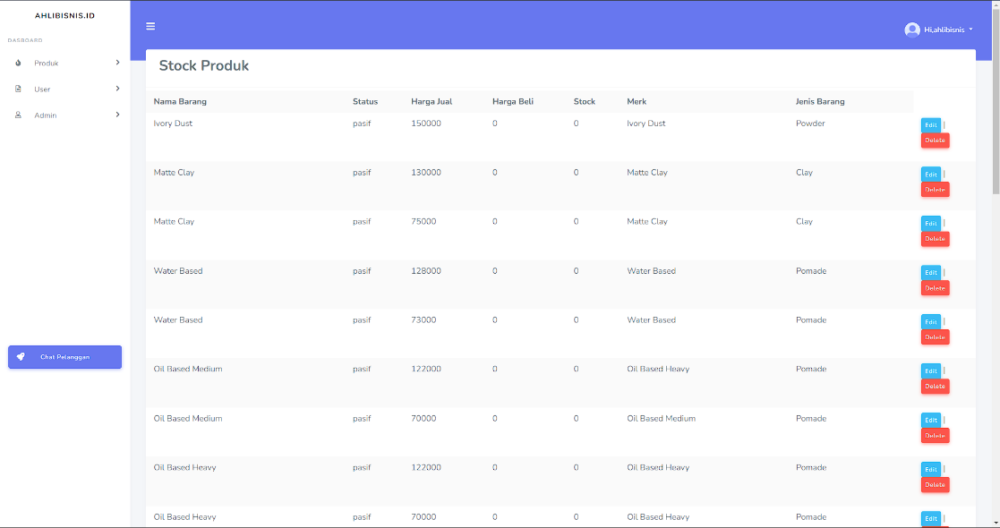 AHLIBISNIS.ID
Hi,ahlibisnis
DASBOARD
Produk
User
Admin
Chat Pelanggan
Stock Produk
Nama Barang Status Harga Jual Harga Beli Stock Merk Jenis Barang
Ivory Dust pasif 150000 0 0 Ivory Dust Powder Edit |
Delete
Matte Clay pasif 130000 0 0 Matte Clay Clay Edit |
Delete
Matte Clay pasif 75000 0 0 Matte Clay Clay Edit |
Delete
Water Based pasif 128000 0 0 Water Based Pomade Edit |
Delete
Water Based pasif 73000 0 0 Water Based Pomade Edit |
Delete
Oil Based Medium pasif 122000 0 0 Oil Based Heavy Pomade Edit |
Delete
Oil Based Medium pasif 70000 0 0 Oil Based Medium Pomade Edit |
Delete
Oil Based Heavy pasif 122000 0 0 Oil Based Heavy Pomade Edit |
Delete
Oil Based Heavy pasif 70000 0 0 Oil Based Heavy Pomade Edit |